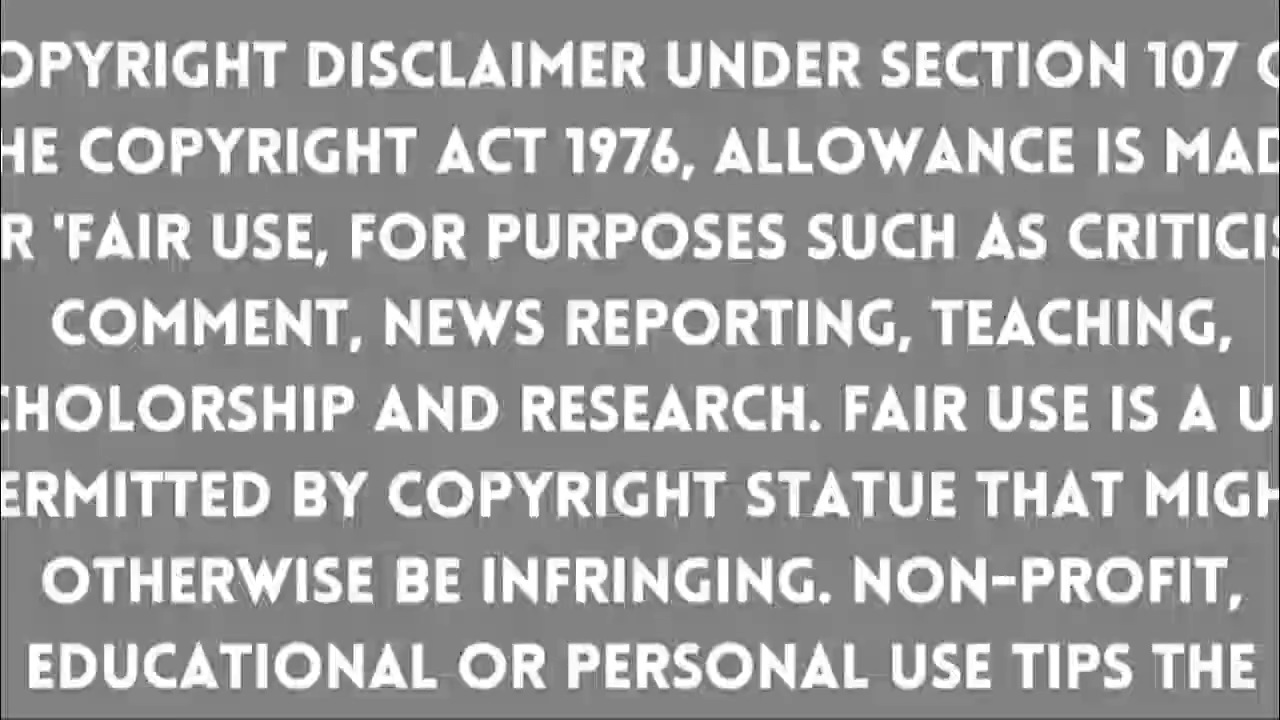 OPYRIGHT DISCLAIMER UNDER SECTION 107
HE COPYRIGHT ACT 1976, ALLOWANCE IS MAD
R 'FAIR USE, FOR PURPOSES SUCH AS CRITICIS
COMMENT, NEWS REPORTING, TEACHING,
CHOLORSHIP AND RESEARCH. FAIR USE IS A U
ERMITTED BY COPYRIGHT STATUE THAT MIGH
OTHERWISE BE INFRINGING. NON-PROFIT,
EDUCATIONAL OR PERSONAL USE TIPS THE